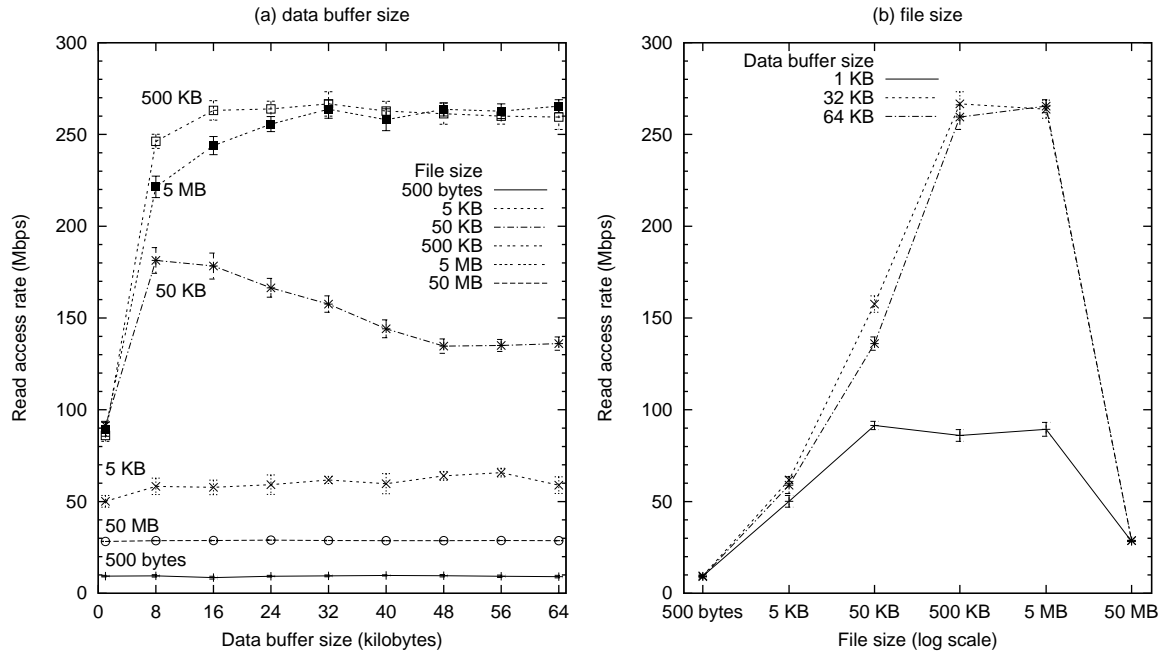 (a) data buffer size
300
250
200
150
100
50
0
Read access rate (Mbps)
500 KB
5 MB
50 KB
5 KB
50 MB
500 bytes
File size
500 bytes
5 KB
50 KB
500 KB
5 MB
50 MB
0 8 16 24 32 40 48 56 64
Data buffer size (kilobytes)
(b) file size
300
250
200
150
100
50
0
Read access rate (Mbps)
Data buffer size
1 KB
32 KB
64 KB
500 bytes 5 KB 50 KB 500 KB 5 MB 50 MB
File size (log scale)